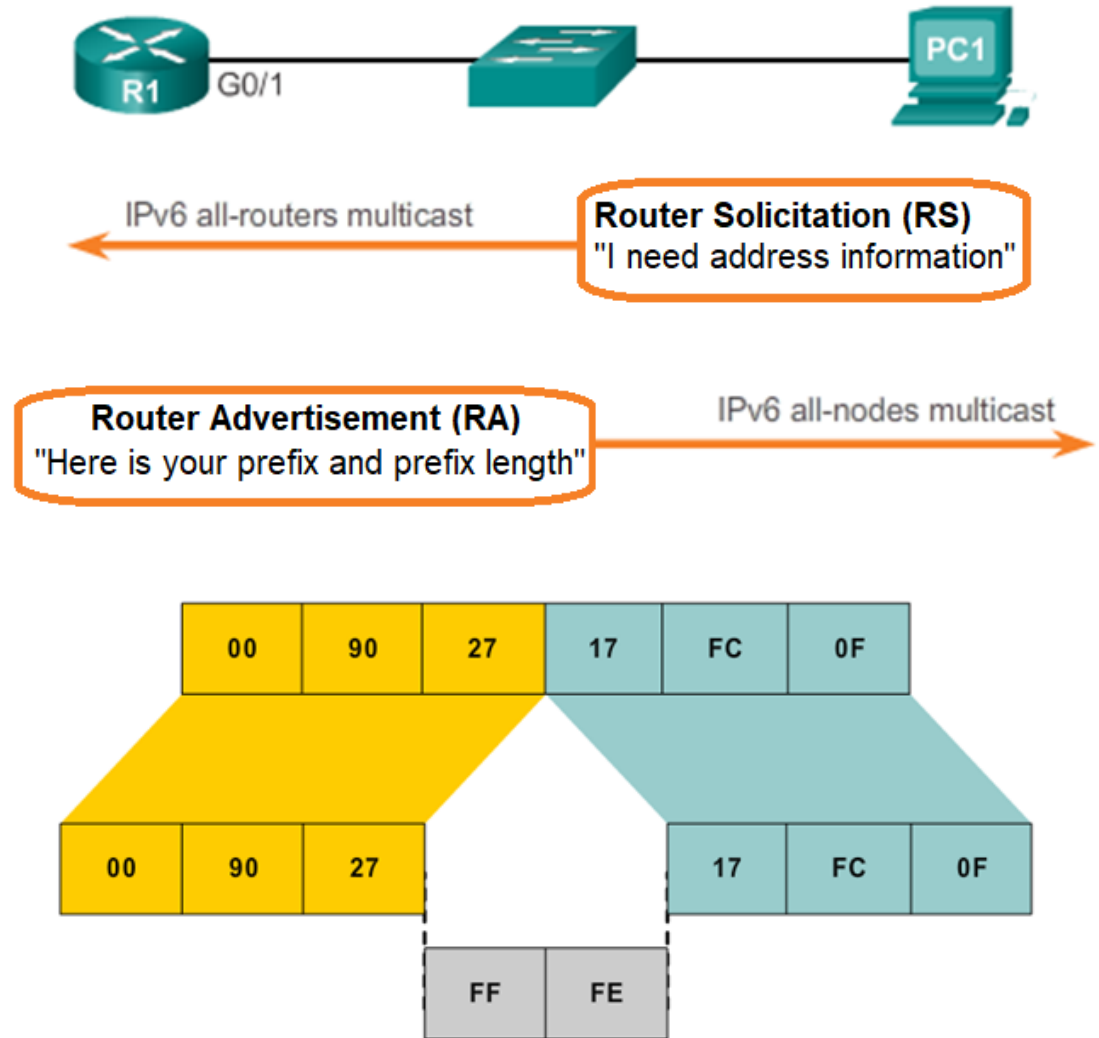 R1
G0/1
PC1
IPv6 all-routers multicast
Router Solicitation (RS)
"I need address information"
Router Advertisement (RA)
"Here is your prefix and prefix length"
IPv6 all-nodes multicast
00 90 27 17 FC 0F
00 90 27 17 FC 0F
FF FE